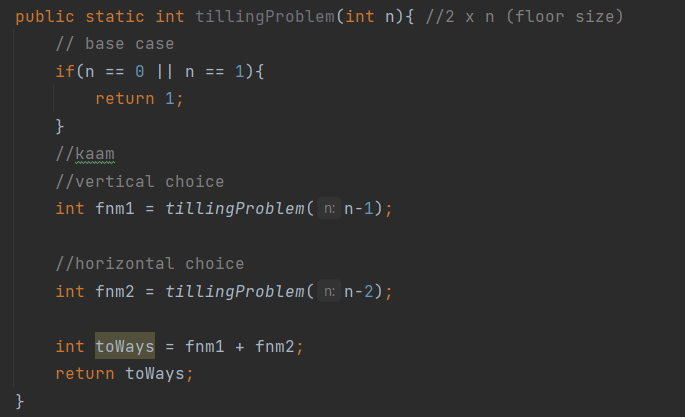 public static int tillingProblem(int n){ //2 x n (floor size)
// base case
if(n == 0 || n == 1){
return 1;
}
//kaam
//vertical choice
int fnm1 = tillingProblem( n: n-1);
//horizontal choice
int fnm2 = tillingProblem( n: n-2);
int toWays = fnm1 + fnm2;
return toWays;
}